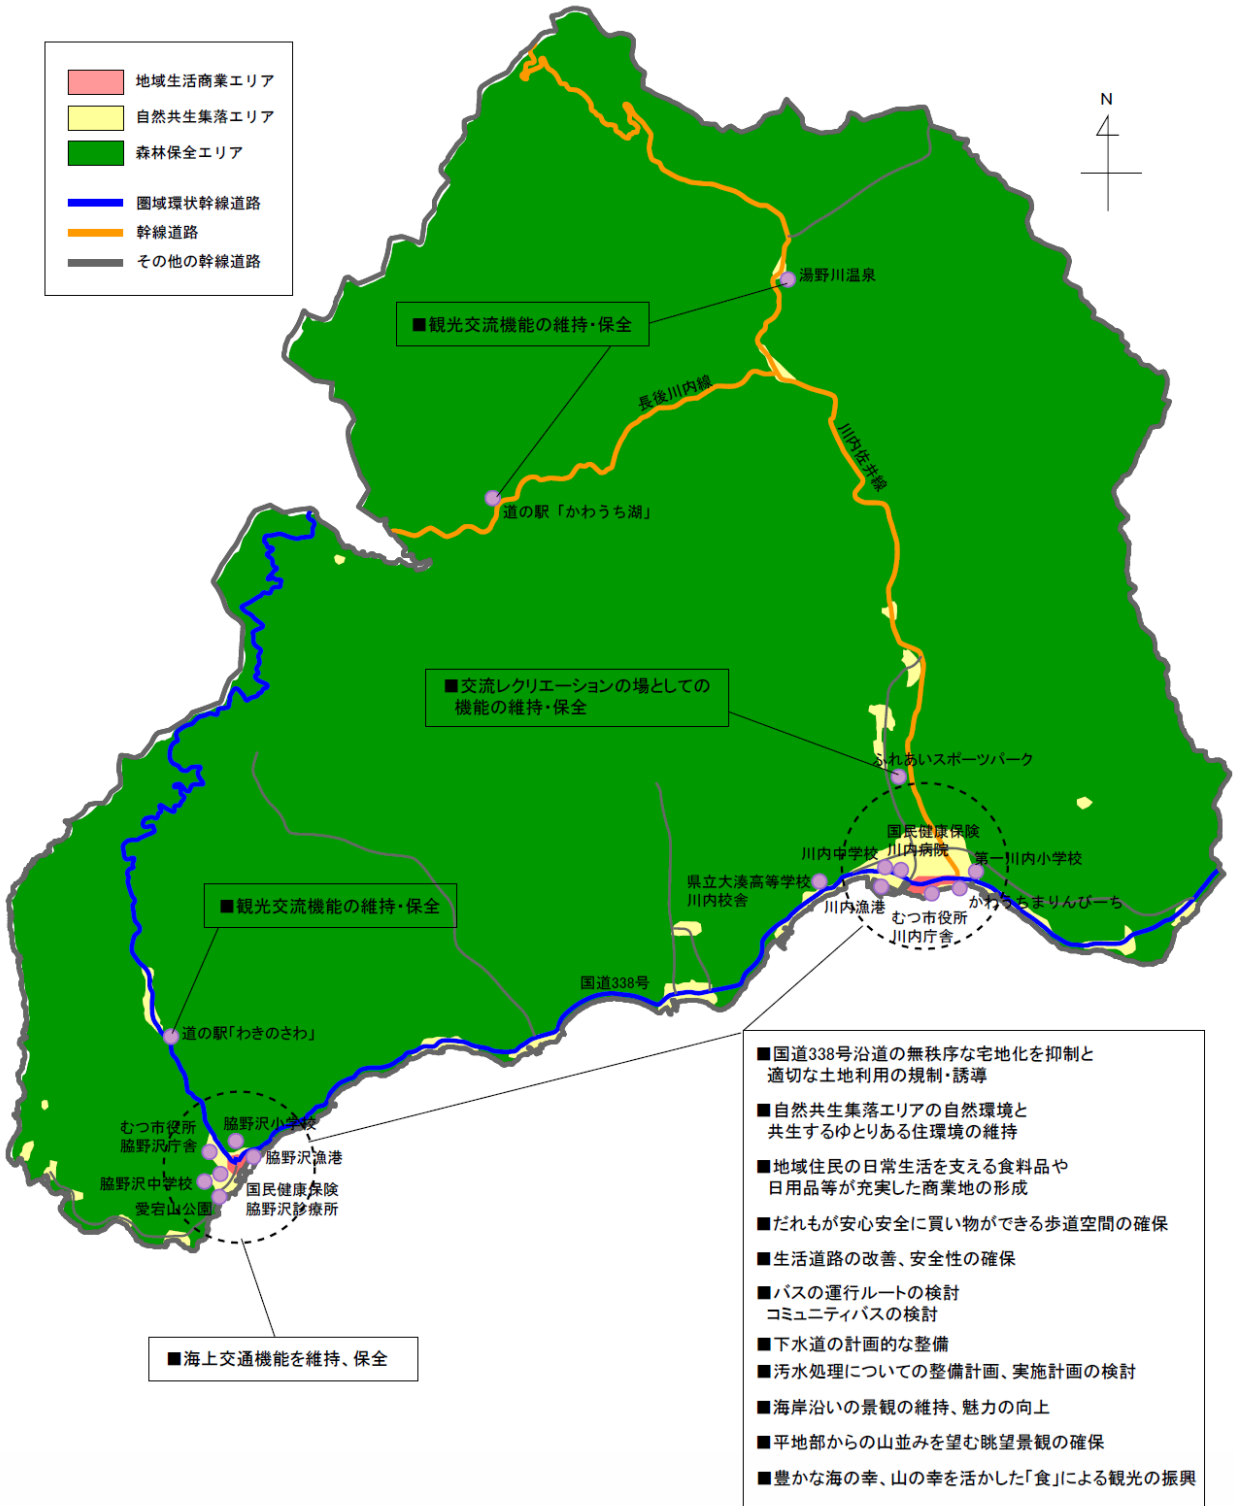 地域生活商業エリア
自然共生集落エリア
森林保全エリア
圏域環状幹線道路
幹線道路
その他の幹線道路
N
湯野川温泉
■観光交流機能の維持・保全
長後川内線
川内佐井線
道の駅「かわうち湖」
■交流レクリエーションの場としての
機能の維持・保全
ふれあいスポーツパーク
国民健康保険
川内病院
川内中学校
第一川内小学校
県立大湊高等学校
川内校舎
川内漁港
かわうちまりんびーち
むつ市役所
川内庁舎
■観光交流機能の維持・保全
国道338号
道の駅「わきのさわ」
むつ市役所
脇野沢庁舎
脇野沢小学校
脇野沢漁港
脇野沢中学校
国民健康保険
脇野沢診療所
愛宕山公園
■海上交通機能を維持、保全
■国道338号沿道の無秩序な宅地化を抑制と
適切な土地利用の規制・誘導
■自然共生集落エリアの自然環境と
共生するゆとりある住環境の維持
■地域住民の日常生活を支える食料品や
日用品等が充実した商業地の形成
■だれもが安心安全に買い物ができる歩道空間の確保
■生活道路の改善、安全性の確保
■バスの運行ルートの検討
コミュニティバスの検討
■下水道の計画的な整備
■汚水処理についての整備計画、実施計画の検討
■海岸沿いの景観の維持、魅力の向上
■平地部からの山並みを望む眺望景観の確保
■豊かな海の幸、山の幸を活かした「食」による観光の振興